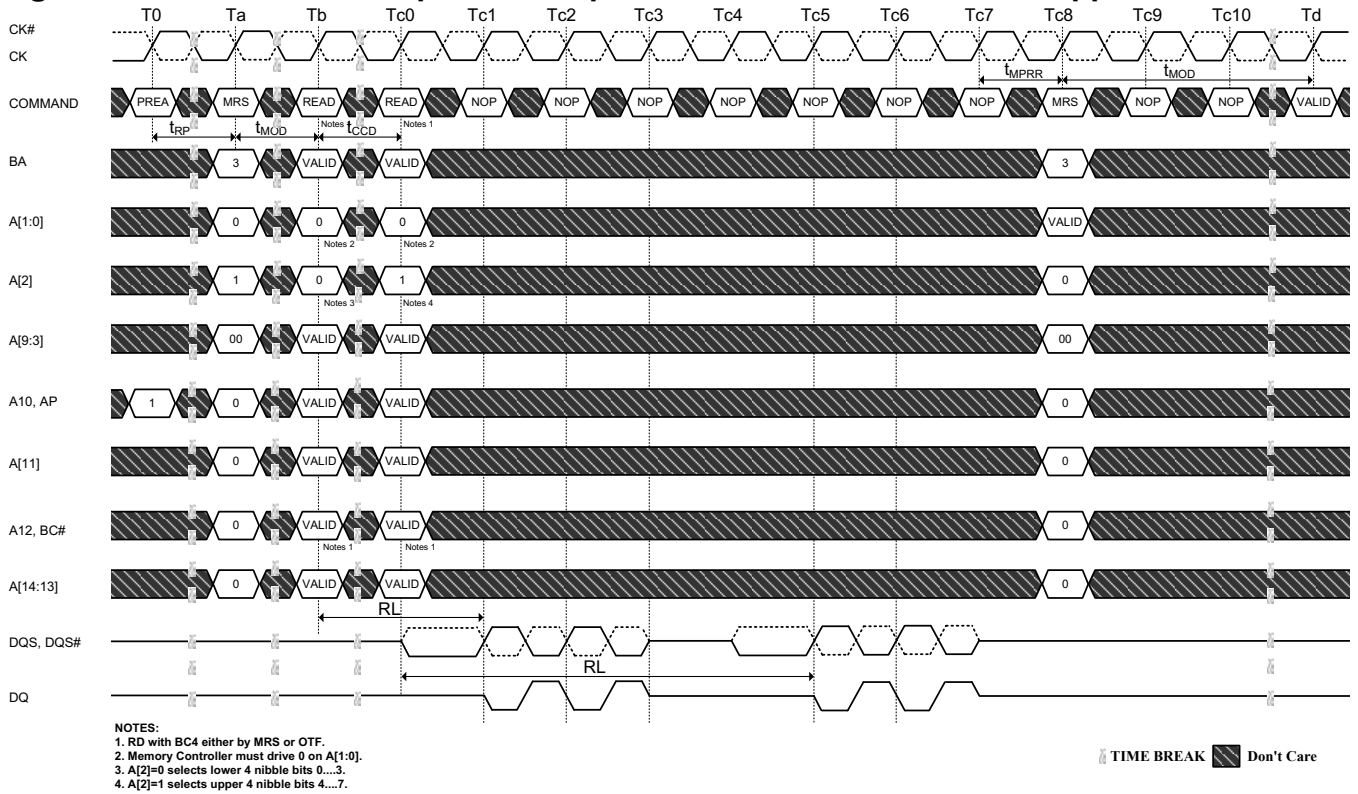 T0 Ta Tb Tc0 Tc1 Tc2 Tc3 Tc4 Tc5 Tc6 Tc7 Tc8 Tc9 Tc10 Td
CK#
CK
tMPRR tMOD
COMMAND PREA MRS READ READ NOP NOP NOP NOP NOP NOP NOP MRS NOP NOP VALID
Notes 1 Notes 1
tRP tMOD tCCD
BA 3 VALID VALID 3
A[1:0] 0 0 0 VALID
Notes 2 Notes 2
A[2] 1 0 1 0
Notes 3 Notes 4
A[9:3] 00 VALID VALID 00
A10, AP 1 0 VALID VALID 0
A[11] 0 VALID VALID 0
A12, BC# 0 VALID VALID 0
Notes 1 Notes 1
A[14:13] 0 VALID VALID 0
RL
DQS, DQS#
RL
DQ
NOTES:
1. RD with BC4 either by MRS or OTF.
2. Memory Controller must drive 0 on A[1:0].
3. A[2]=0 selects lower 4 nibble bits 0....3.
4. A[2]=1 selects upper 4 nibble bits 4....7.
TIME BREAK Don't Care